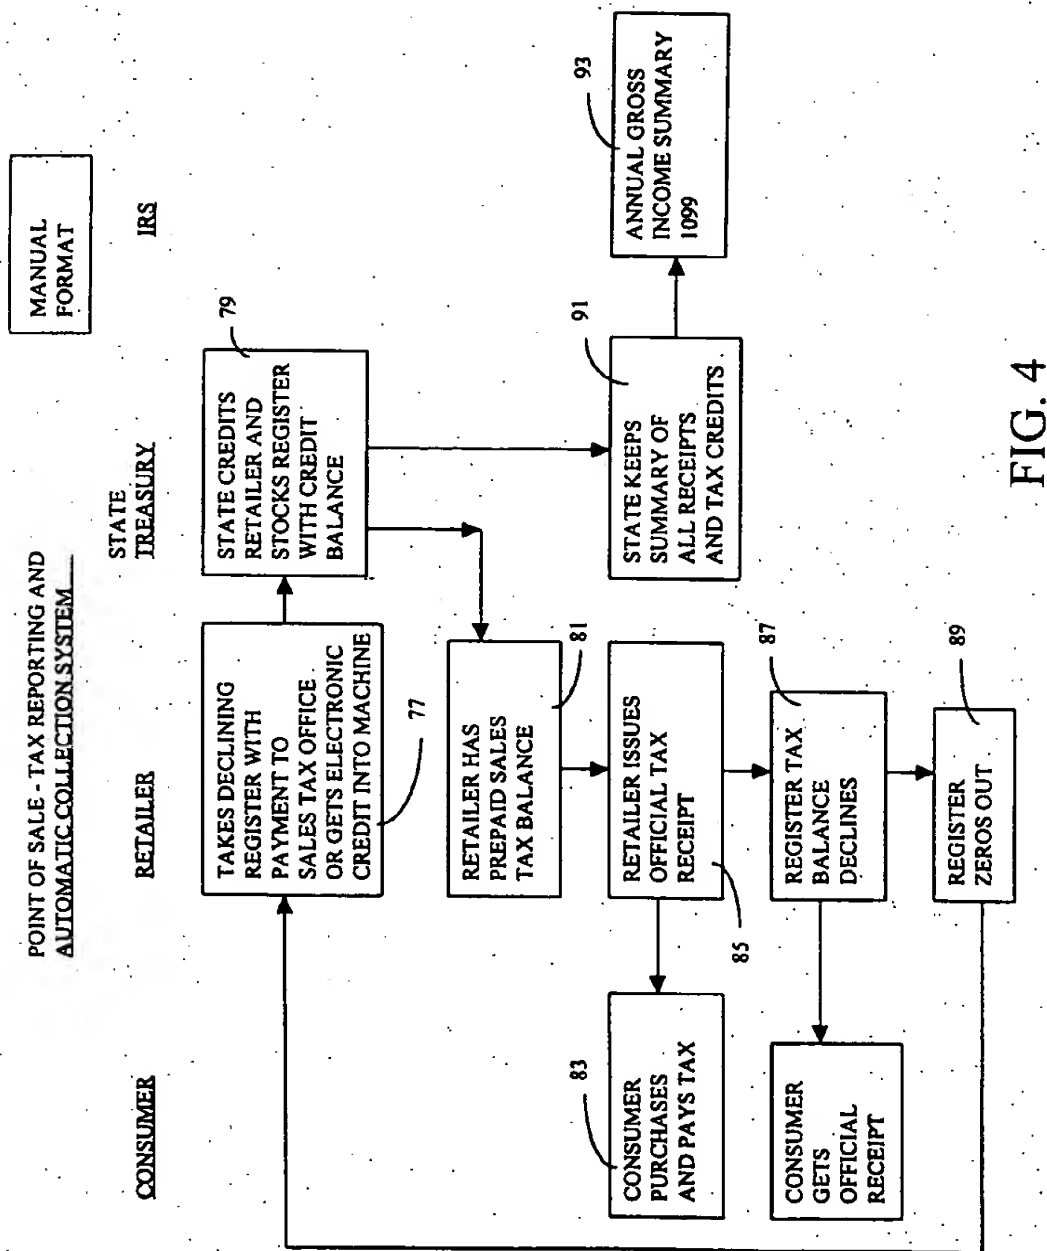 POINT OF SALE - TAX REPORTING AND
AUTOMATIC COLLECTION SYSTEM
MANUAL
FORMAT
CONSUMER
RETAILER
STATE
TREASURY
IRS
TAKES DECLINING
REGISTER WITH
PAYMENT TO
SALES TAX OFFICE
OR GETS ELECTRONIC
CREDIT INTO MACHINE
77
STATE CREDITS
RETAILER AND
STOCKS REGISTER
WITH CREDIT
BALANCE
79
RETAILER HAS
PREPAID SALES
TAX BALANCE
81
CONSUMER
PURCHASES
AND PAYS TAX
83
RETAILER ISSUES
OFFICIAL TAX
RECEIPT
85
STATE KEEPS
SUMMARY OF
ALL RECEIPTS
AND TAX CREDITS
91
ANNUAL GROSS
INCOME SUMMARY
1099
93
CONSUMER
GETS
OFFICIAL
RECEIPT
REGISTER TAX
BALANCE
DECLINES
87
REGISTER
ZEROS OUT
89
FIG. 4